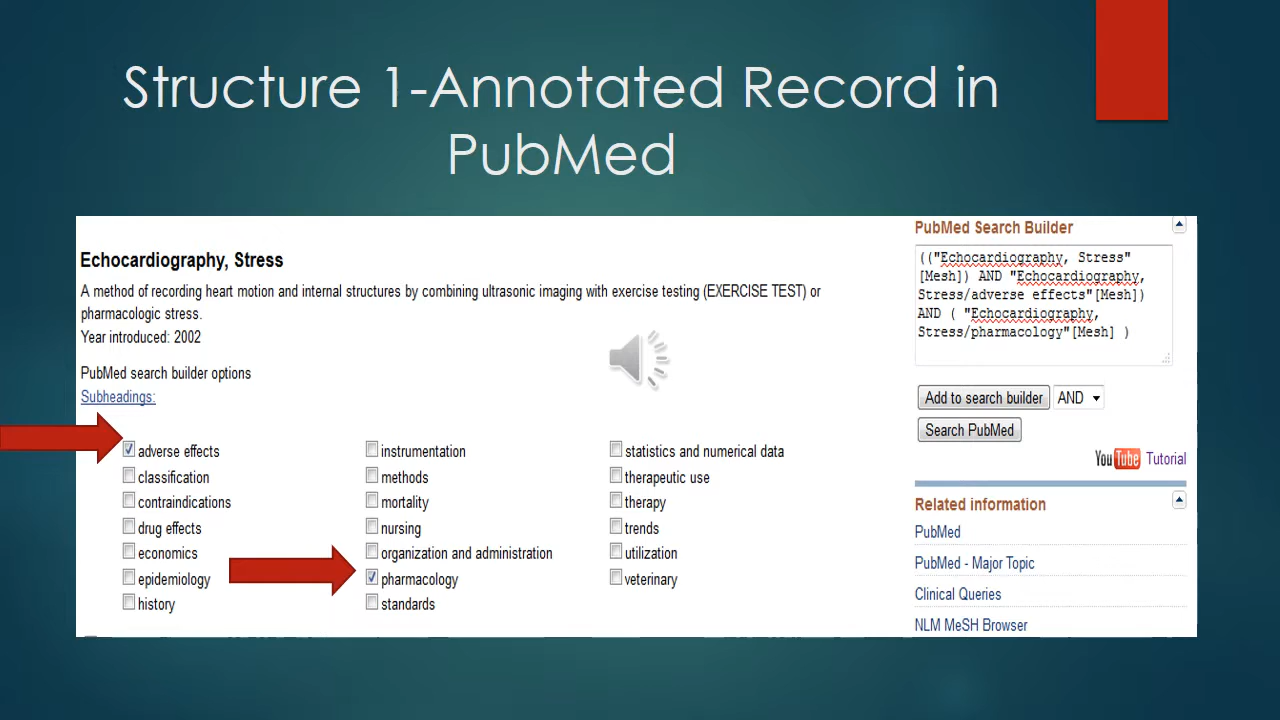 Structure 1-Annotated Record in
PubMed
Echocardiography, Stress
A method of recording heart motion and internal structures by combining ultrasonic imaging with exercise testing (EXERCISE TEST) or
pharmacologic stress.
Year introduced: 2002
PubMed search builder options
Subheadings:
adverse effects
classification
contraindications
drug effects
economics
epidemiology
history
instrumentation
methods
mortality
nursing
organization and administration
pharmacology
standards
statistics and numerical data
therapeutic use
therapy
trends
utilization
veterinary
PubMed Search Builder
(("Echocardiography, Stress"
[Mesh]) AND "Echocardiography,
Stress/adverse effects"[Mesh])
AND ( "Echocardiography,
Stress/pharmacology"[Mesh] )
Add to search builder AND
Search PubMed
YouTube Tutorial
Related information
PubMed
PubMed - Major Topic
Clinical Queries
NLM MeSH Browser